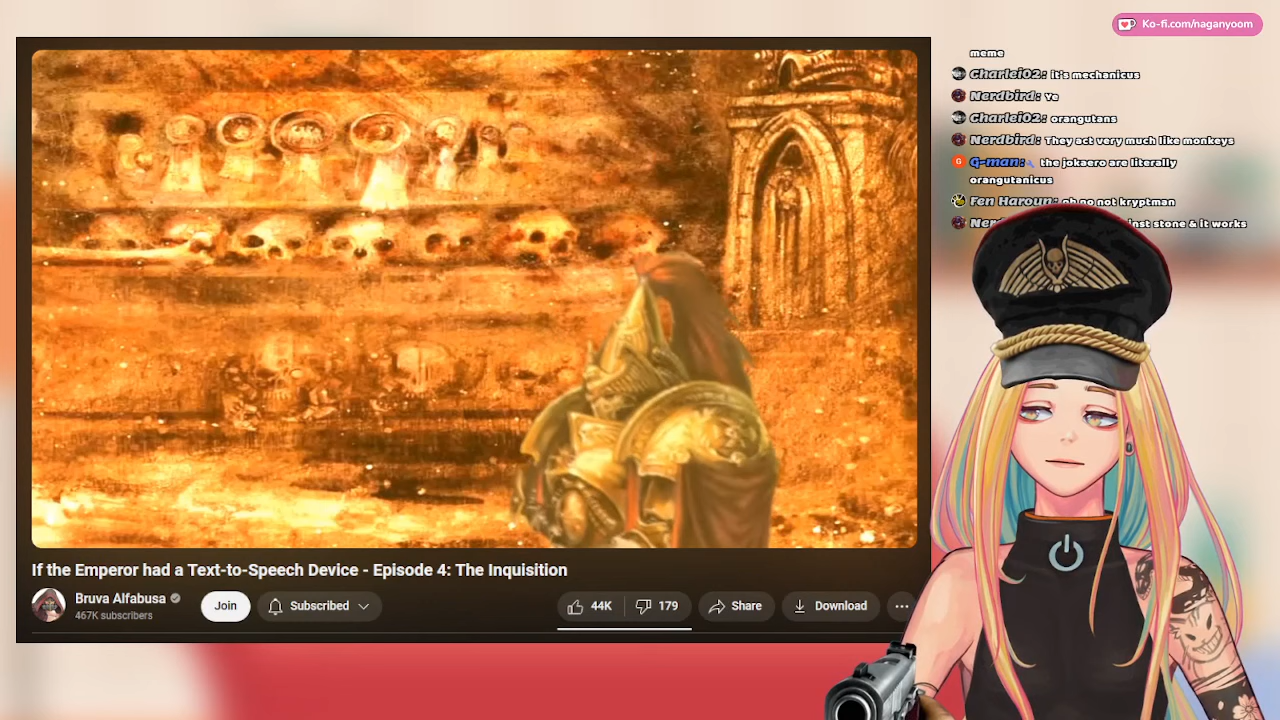 Ko-fi.com/naganyoom
meme
Charlei02: it's mechanicus
Nerdbird: Ye
Charlei02: orangutans
Nerdbird: They act very much like monkeys
G-man: the jokaero are literally
orangutanicus
Fen Haroun: oh no not kryptman
stone & it works
If the Emperor had a Text-to-Speech Device - Episode 4: The Inquisition
Bruva Alfabusa
467K subscribers
Join
Subscribed
44K
179
Share
Download